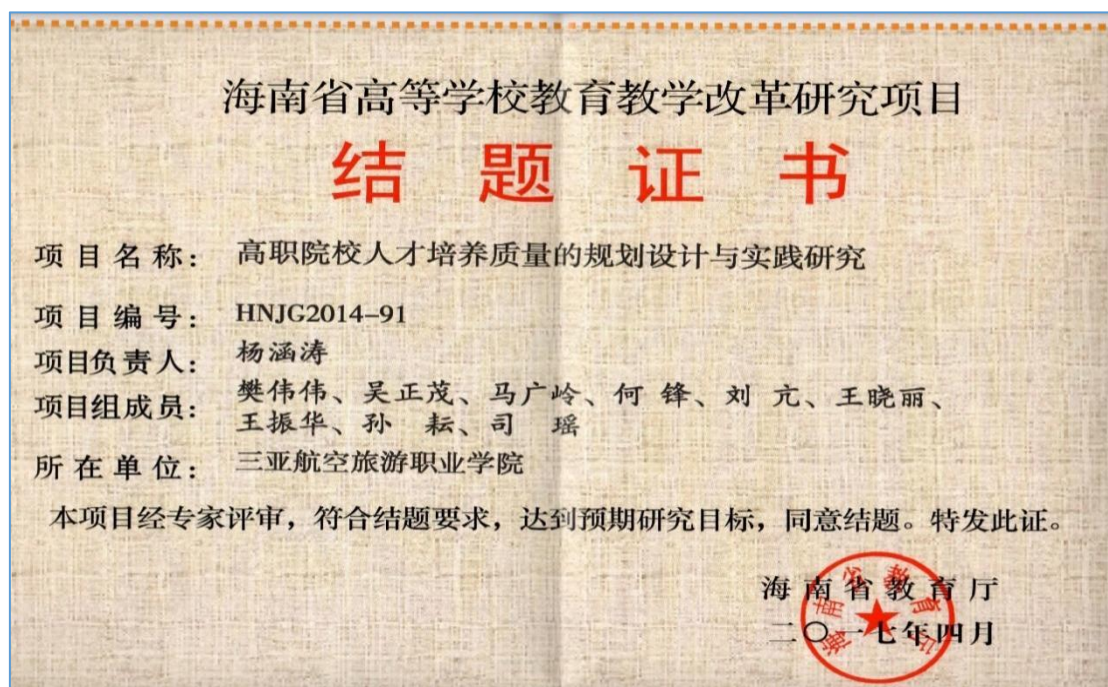 海南省高等学校教育教学改革研究项目
结 题 证 书
项目名称： 高职院校人才培养质量的规划设计与实践研究
项目编号： HNJG2014-91
项目负责人： 杨涵涛
项目组成员： 樊伟伟、吴正茂、马广岭、何 锋、刘 亢、王晓丽、
王振华、孙 耘、司 瑶
所在单位： 三亚航空旅游职业学院
本项目经专家评审，符合结题要求，达到预期研究目标，同意结题。特发此证。
海南省教育厅
二〇一七年四月
海南省教育厅